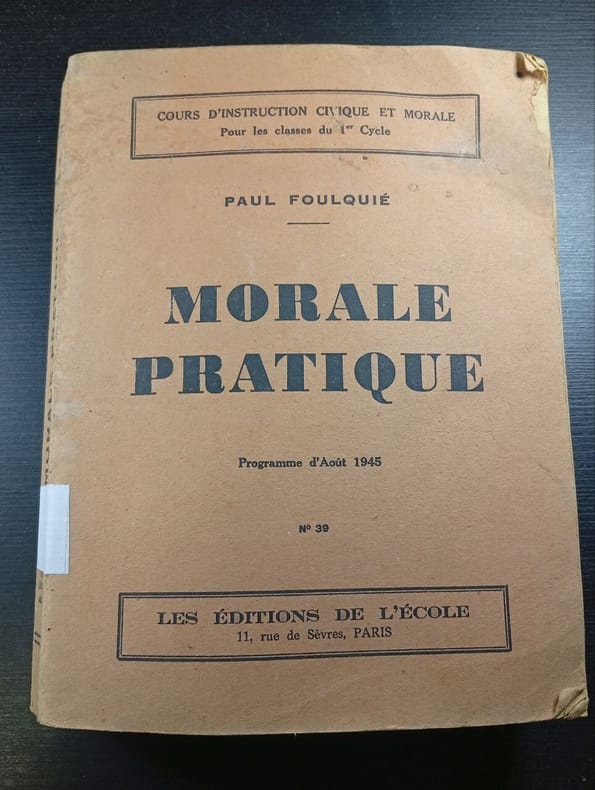 COURS D'INSTRUCTION CIVIQUE ET MORALE
Pour les classes du 1er Cycle
PAUL FOULQUIÉ
MORALE
PRATIQUE
Programme d'Août 1945
Nº 39
LES ÉDITIONS DE L'ÉCOLE
11, rue de Sèvres, PARIS